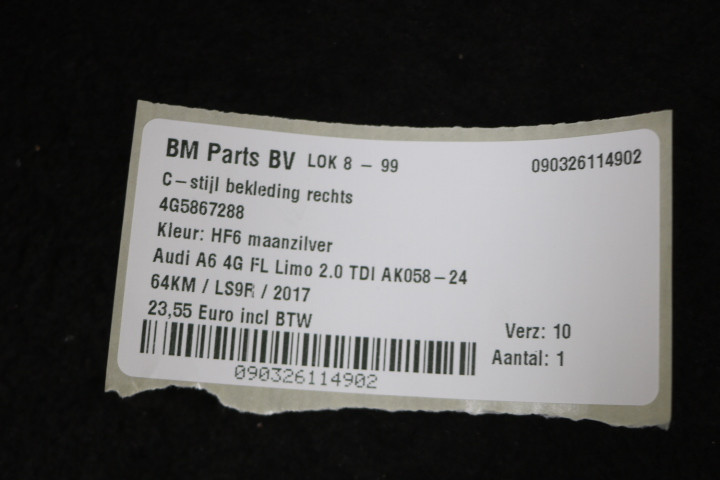 BM Parts BV LOK 8 - 99 090326114902
C-stijl bekleding rechts
4G5867288
Kleur: HF6 maanzilver
Audi A6 4G FL Limo 2.0 TDI AK058-24
64KM / LS9R / 2017
23,55 Euro incl BTW
Verz: 10
Aantal: 1
090326114902